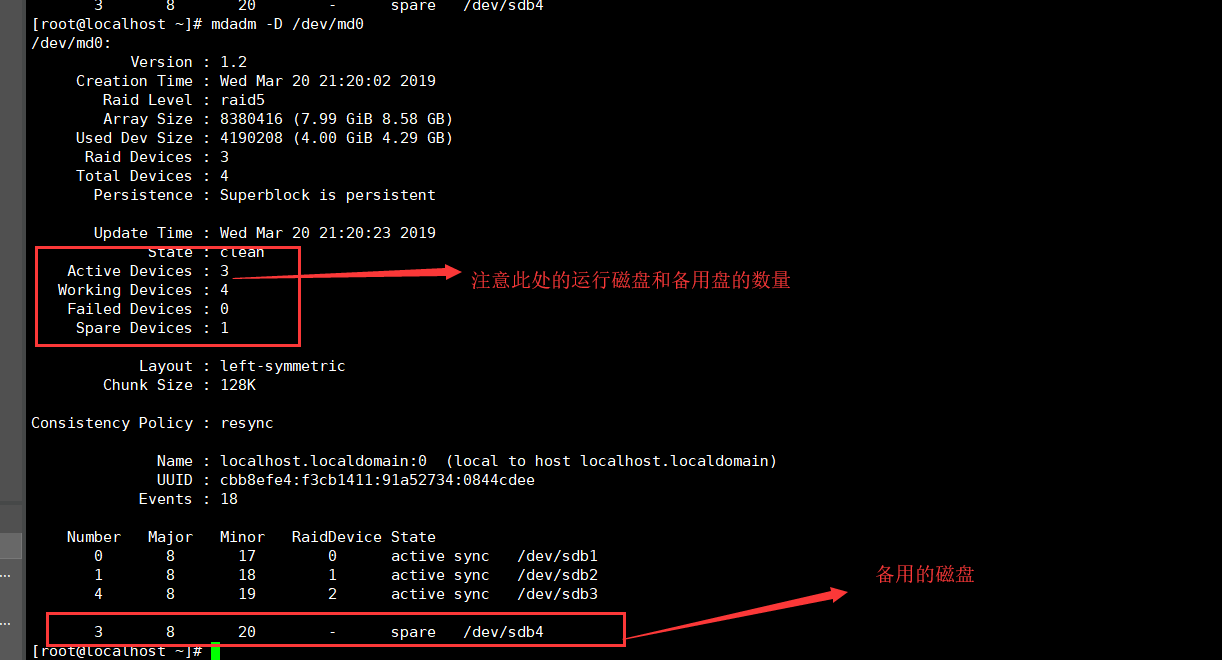 3 8 20 - spare /dev/sdb4
[root@localhost ~]# mdadm -D /dev/md0
/dev/md0:
Version : 1.2
Creation Time : Wed Mar 20 21:20:02 2019
Raid Level : raid5
Array Size : 8380416 (7.99 GiB 8.58 GB)
Used Dev Size : 4190208 (4.00 GiB 4.29 GB)
Raid Devices : 3
Total Devices : 4
Persistence : Superblock is persistent
Update Time : Wed Mar 20 21:20:23 2019
State : clean
Active Devices : 3
注意此处的运行磁盘和备用盘的数量
Working Devices : 4
Failed Devices : 0
Spare Devices : 1
Layout : left-symmetric
Chunk Size : 128K
Consistency Policy : resync
Name : localhost.localdomain:0 (local to host localhost.localdomain)
UUID : cbb8efe4:f3cb1411:91a52734:0844cdee
Events : 18
Number Major Minor RaidDevice State
0 8 17 0 active sync /dev/sdb1
1 8 18 1 active sync /dev/sdb2
备用的磁盘
4 8 19 2 active sync /dev/sdb3
3 8 20 - spare /dev/sdb4
[root@localhost ~]#